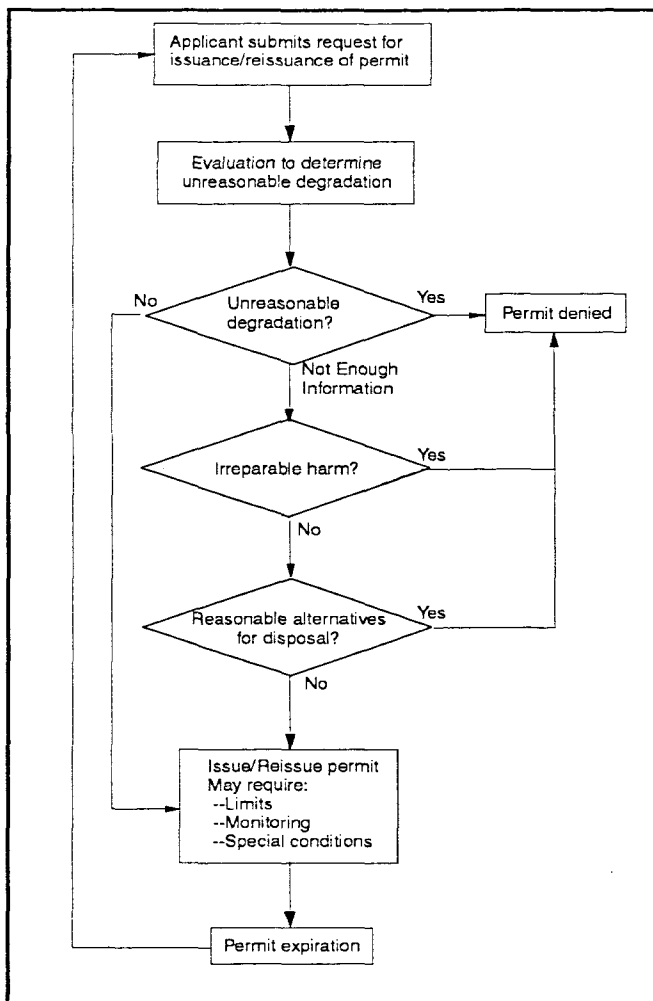 Applicant submits request for
issuance/reissuance of permit
Evaluation to determine
unreasonable degradation
No
Unreasonable
degradation?
Yes
Permit denied
Not Enough
Information
Irreparable harm?
Yes
No
Reasonable alternatives
for disposal?
Yes
No
Issue/Reissue permit
May require:
--Limits
--Monitoring
--Special conditions
Permit expiration